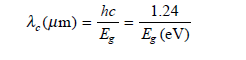 λc(μm) = hc/Eg = 1.24/Eg (eV)